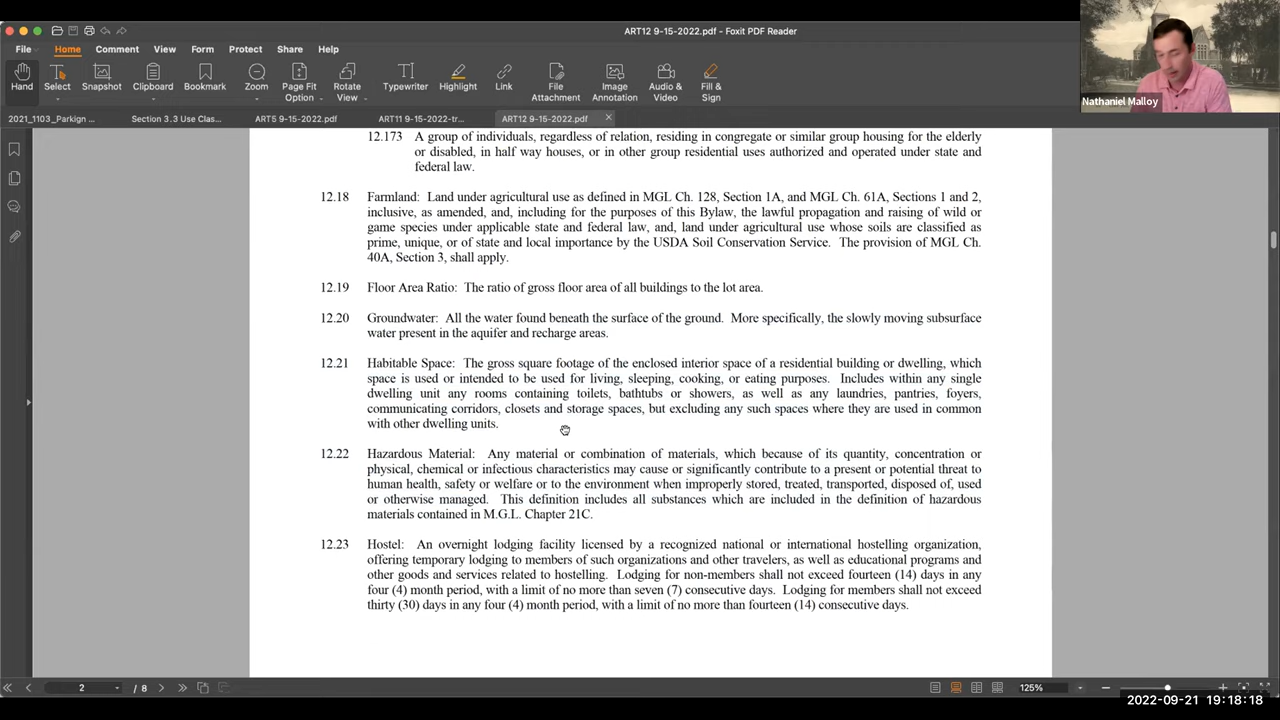 ART12 9-15-2022.pdf - Foxit PDF Reader
File Home Comment View Form Protect Share Help
Hand Select Snapshot Clipboard Bookmark Zoom Page Fit Option Rotate View Typewriter Highlight Link File Attachment Image Annotation Audio & Video Fill & Sign
Nathaniel Malloy
2021_1103_Parkign ... Section 3.3 Use Clas... ART5 9-15-2022.pdf ART11 9-15-2022-tr... ART12 9-15-2022.pdf
12.173 A group of individuals, regardless of relation, residing in congregate or similar group housing for the elderly
or disabled, in half way houses, or in other group residential uses authorized and operated under state and
federal law.
12.18 Farmland: Land under agricultural use as defined in MGL Ch. 128, Section 1A, and MGL Ch. 61A, Sections 1 and 2,
inclusive, as amended, and, including for the purposes of this Bylaw, the lawful propagation and raising of wild or
game species under applicable state and federal law, and, land under agricultural use whose soils are classified as
prime, unique, or of state and local importance by the USDA Soil Conservation Service. The provision of MGL Ch.
40A, Section 3, shall apply.
12.19 Floor Area Ratio: The ratio of gross floor area of all buildings to the lot area.
12.20 Groundwater: All the water found beneath the surface of the ground. More specifically, the slowly moving subsurface
water present in the aquifer and recharge areas.
12.21 Habitable Space: The gross square footage of the enclosed interior space of a residential building or dwelling, which
space is used or intended to be used for living, sleeping, cooking, or eating purposes. Includes within any single
dwelling unit any rooms containing toilets, bathtubs or showers, as well as any laundries, pantries, foyers,
communicating corridors, closets and storage spaces, but excluding any such spaces where they are used in common
with other dwelling units.
12.22 Hazardous Material: Any material or combination of materials, which because of its quantity, concentration or
physical, chemical or infectious characteristics may cause or significantly contribute to a present or potential threat to
human health, safety or welfare or to the environment when improperly stored, treated, transported, disposed of, used
or otherwise managed. This definition includes all substances which are included in the definition of hazardous
materials contained in M.G.L. Chapter 21C.
12.23 Hostel: An overnight lodging facility licensed by a recognized national or international hostelling organization,
offering temporary lodging to members of such organizations and other travelers, as well as educational programs and
other goods and services related to hostelling. Lodging for non-members shall not exceed fourteen (14) days in any
four (4) month period, with a limit of no more than seven (7) consecutive days. Lodging for members shall not exceed
thirty (30) days in any four (4) month period, with a limit of no more than fourteen (14) consecutive days.
2 / 8 125%
2022-09-21 19:18:18